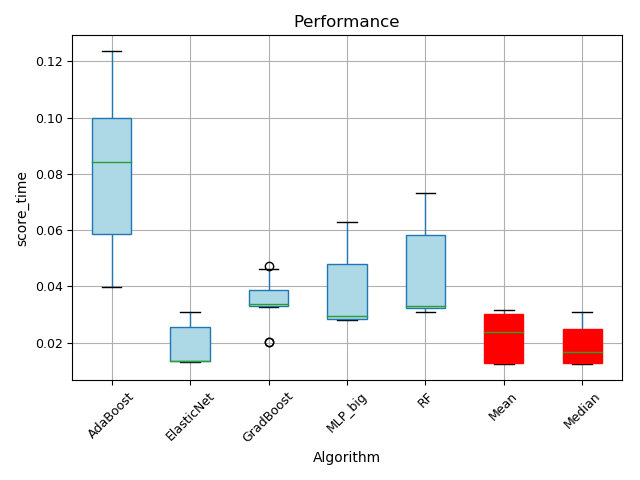 Performance
0.12
0.10
0.08
0.06
0.04
0.02
score_time
AdaBoost
ElasticNet
GradBoost
MLP_big
RF
Mean
Median
Algorithm